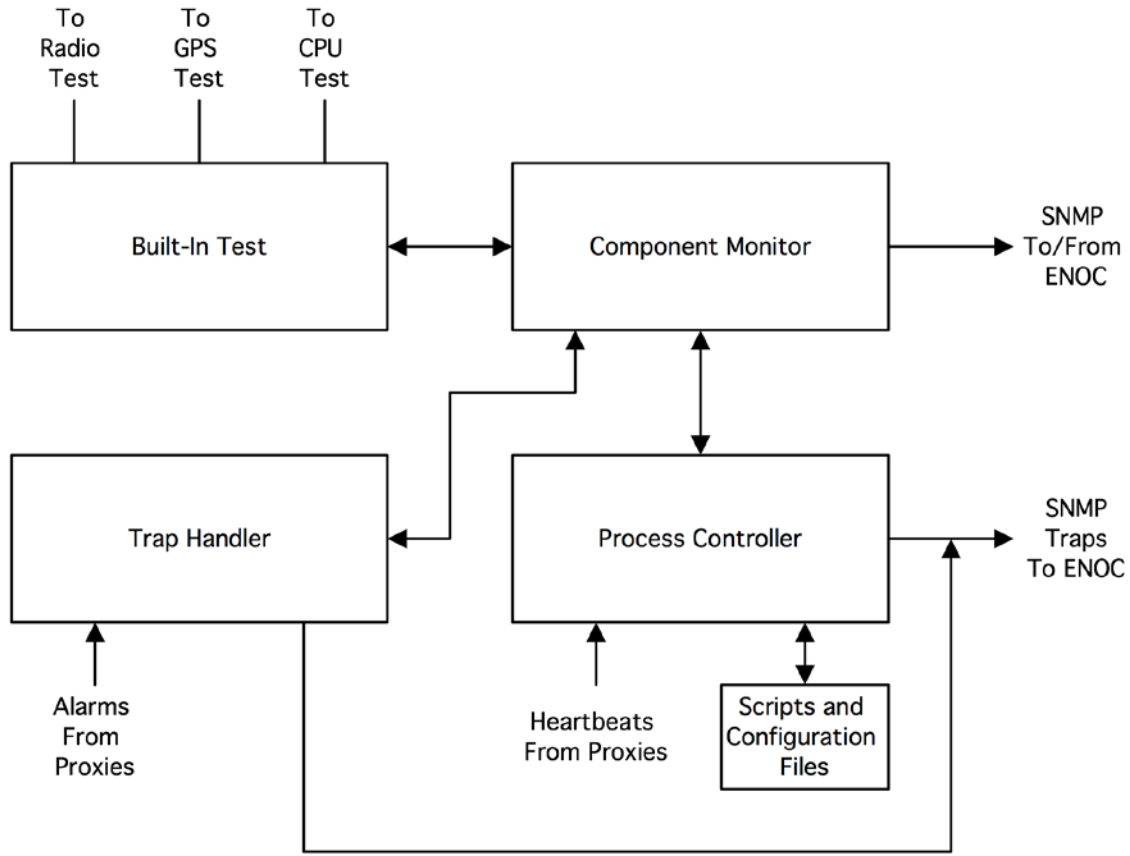 To
Radio
Test
To
GPS
Test
To
CPU
Test
Built-In Test
Component Monitor
SNMP
To/From
ENOC
Trap Handler
Process Controller
SNMP
Traps
To ENOC
Alarms
From
Proxies
Heartbeats
From Proxies
Scripts and
Configuration
Files